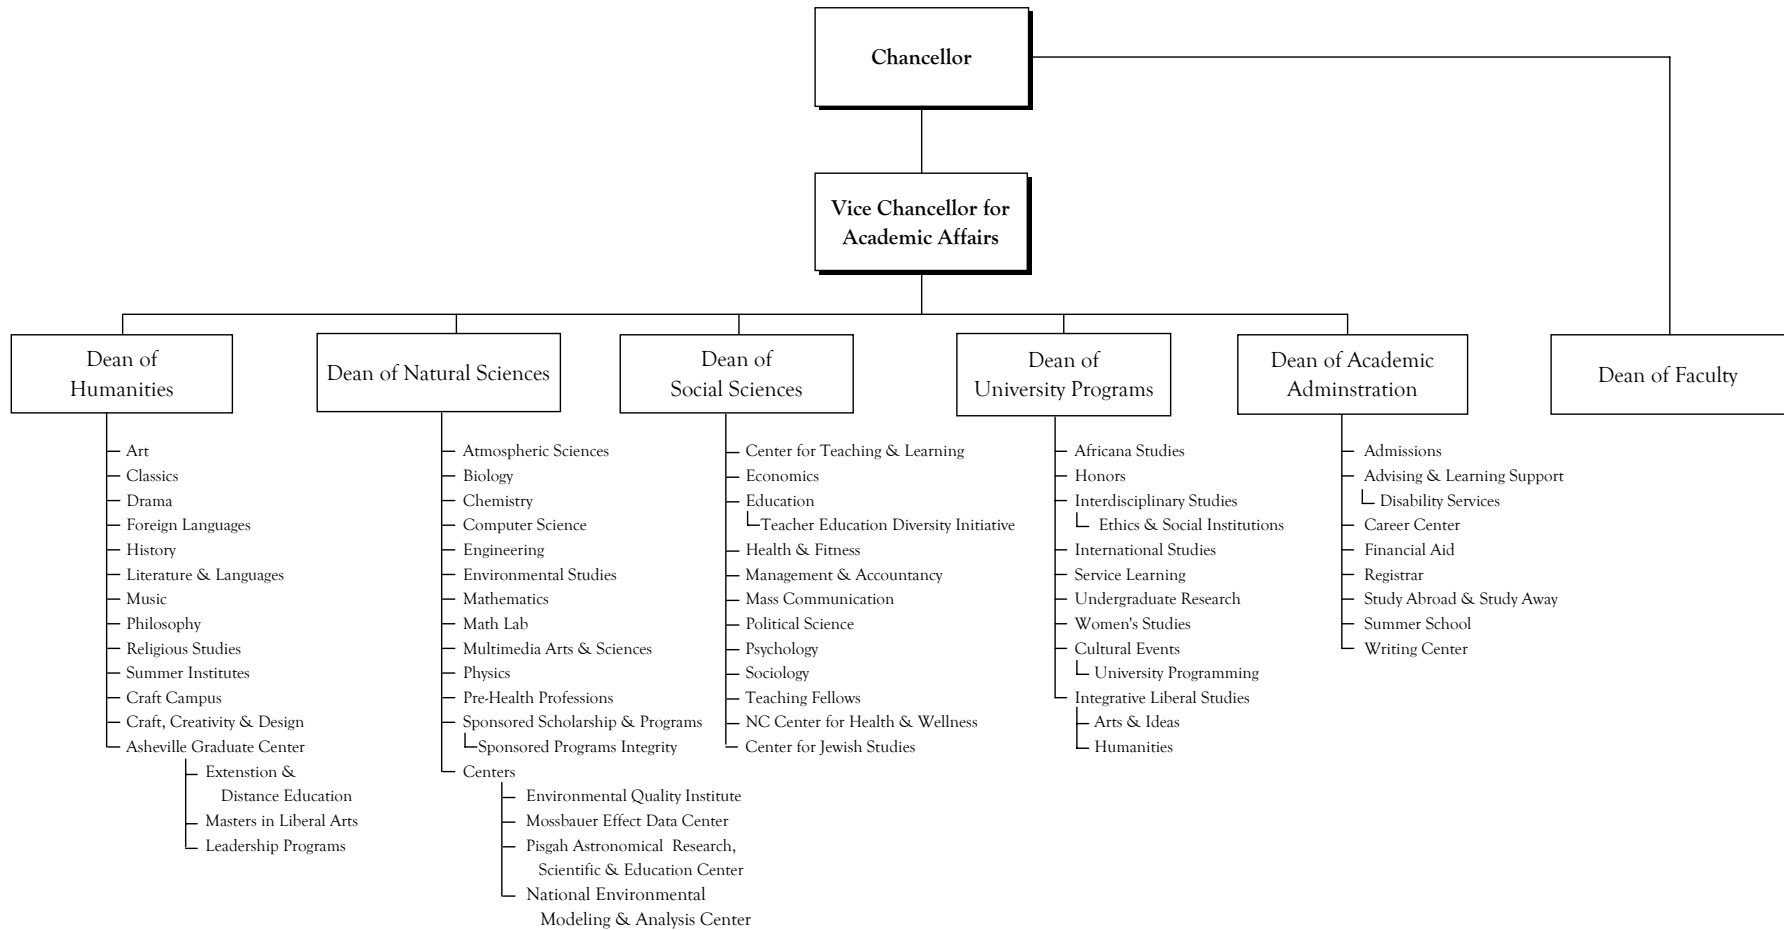 Chancellor
Vice Chancellor for
Academic Affairs
Dean of
Humanities
Dean of Natural Sciences
Dean of
Social Sciences
Dean of
University Programs
Dean of Academic
Adminstration
Dean of Faculty
Art
Classics
Drama
Foreign Languages
History
Literature & Languages
Music
Philosophy
Religious Studies
Summer Institutes
Craft Campus
Craft, Creativity & Design
Asheville Graduate Center
Extenstion &
Distance Education
Masters in Liberal Arts
Leadership Programs
Atmospheric Sciences
Biology
Chemistry
Computer Science
Engineering
Environmental Studies
Mathematics
Math Lab
Multimedia Arts & Sciences
Physics
Pre-Health Professions
Sponsored Scholarship & Programs
Sponsored Programs Integrity
Centers
Environmental Quality Institute
Mossbauer Effect Data Center
Pisgah Astronomical Research,
Scientific & Education Center
National Environmental
Modeling & Analysis Center
Center for Teaching & Learning
Economics
Education
Teacher Education Diversity Initiative
Health & Fitness
Management & Accountancy
Mass Communication
Political Science
Psychology
Sociology
Teaching Fellows
NC Center for Health & Wellness
Center for Jewish Studies
Africana Studies
Honors
Interdisciplinary Studies
Ethics & Social Institutions
International Studies
Service Learning
Undergraduate Research
Women's Studies
Cultural Events
University Programming
Integrative Liberal Studies
Arts & Ideas
Humanities
Admissions
Advising & Learning Support
Disability Services
Career Center
Financial Aid
Registrar
Study Abroad & Study Away
Summer School
Writing Center